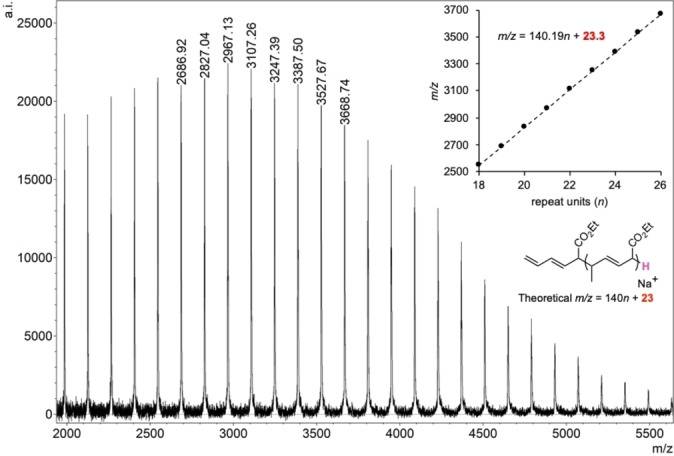 a.i.
25000
20000
15000
10000
5000
0
2686.92
2827.04
2967.13
3107.26
3247.39
3387.50
3527.67
3668.74
2000 2500 3000 3500 4000 4500 5000 5500
m/z
3700
3500
3300
3100
2900
2700
2500
m/z
m/z = 140.19n + 23.3
18 20 22 24 26
repeat units (n)
CO₂Et CO₂Et
H
Na⁺
Theoretical m/z = 140n + 23